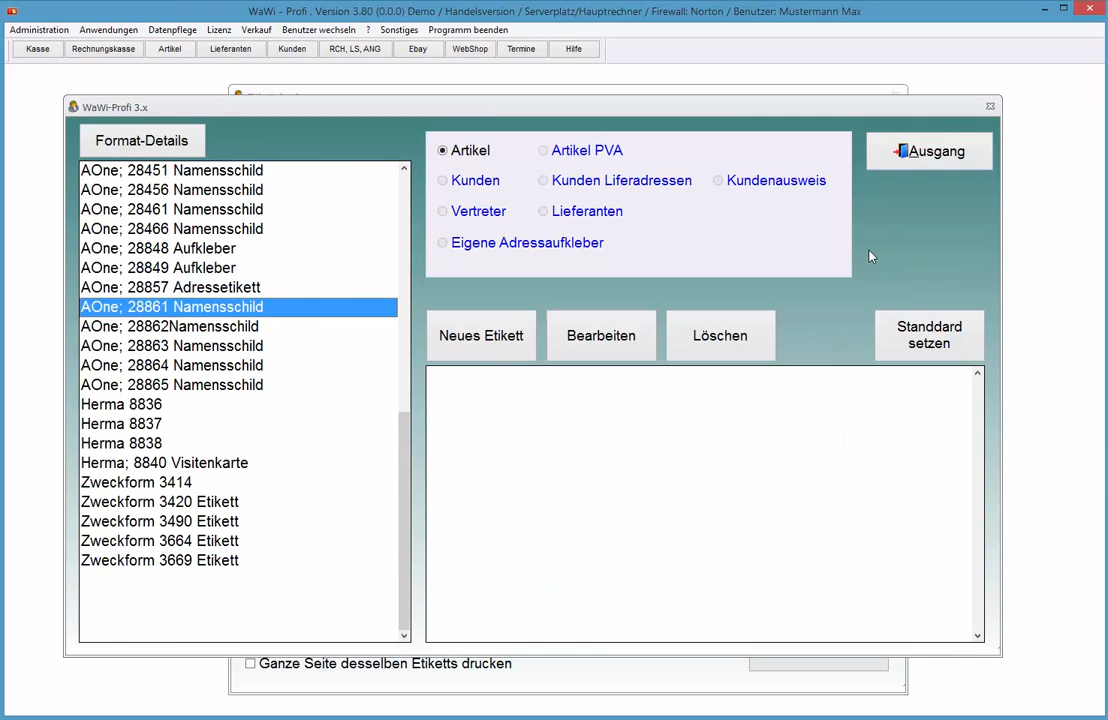 WaWi - Profi . Version 3.80 (0.0.0) Demo / Handelsversion / Serverplatz/Hauptrechner / Firewall: Norton / Benutzer: Mustermann Max
Administration Anwendungen Datenpflege Lizenz Verkauf Benutzer wechseln ? Sonstiges Programm beenden
Kasse Rechnungskasse Artikel Lieferanten Kunden RCH, LS, ANG Ebay WebShop Termine Hilfe
WaWi-Profi 3.x
Format-Details
AOne; 28451 Namensschild
AOne; 28456 Namensschild
AOne; 28461 Namensschild
AOne; 28466 Namensschild
AOne; 28848 Aufkleber
AOne; 28849 Aufkleber
AOne; 28857 Adressetikett
AOne; 28861 Namensschild
AOne; 28862Namensschild
AOne; 28863 Namensschild
AOne; 28864 Namensschild
AOne; 28865 Namensschild
Herma 8836
Herma 8837
Herma 8838
Herma; 8840 Visitenkarte
Zweckform 3414
Zweckform 3420 Etikett
Zweckform 3490 Etikett
Zweckform 3664 Etikett
Zweckform 3669 Etikett
Artikel Artikel PVA
Kunden Kunden Liferadressen Kundenausweis
Vertreter Lieferanten
Eigene Adressaufkleber
Ausgang
Neues Etikett Bearbeiten Löschen
Standdard
setzen
Ganze Seite desselben Etiketts drucken